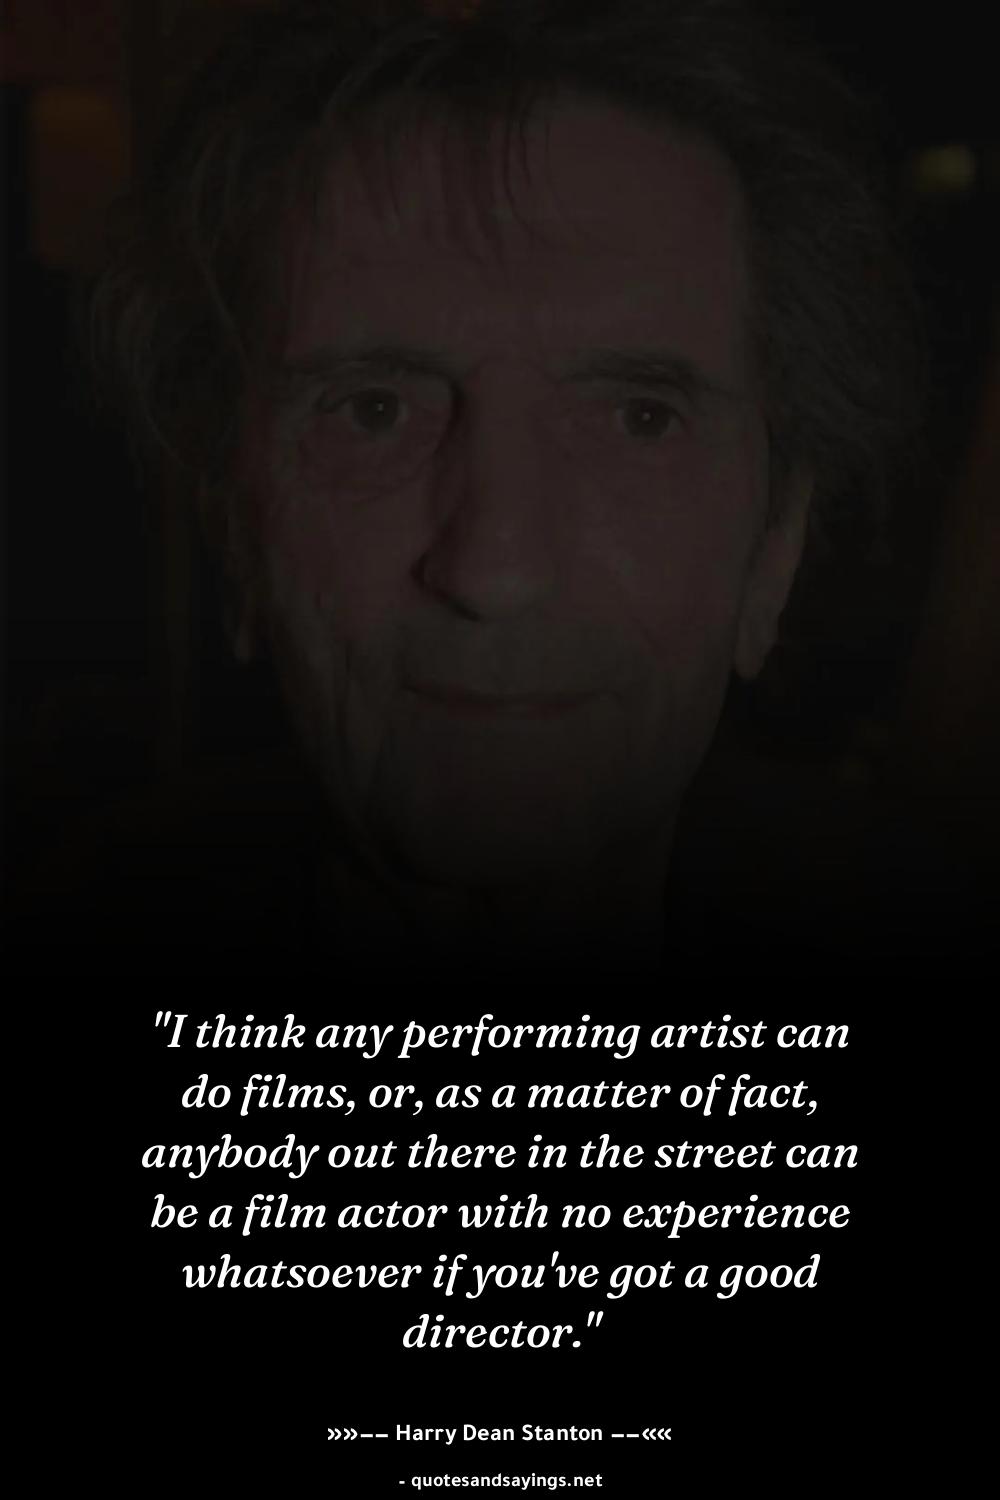 "I think any performing artist can
do films, or, as a matter of fact,
anybody out there in the street can
be a film actor with no experience
whatsoever if you've got a good
director."
»»−− Harry Dean Stanton −−««
- quotesandsayings.net